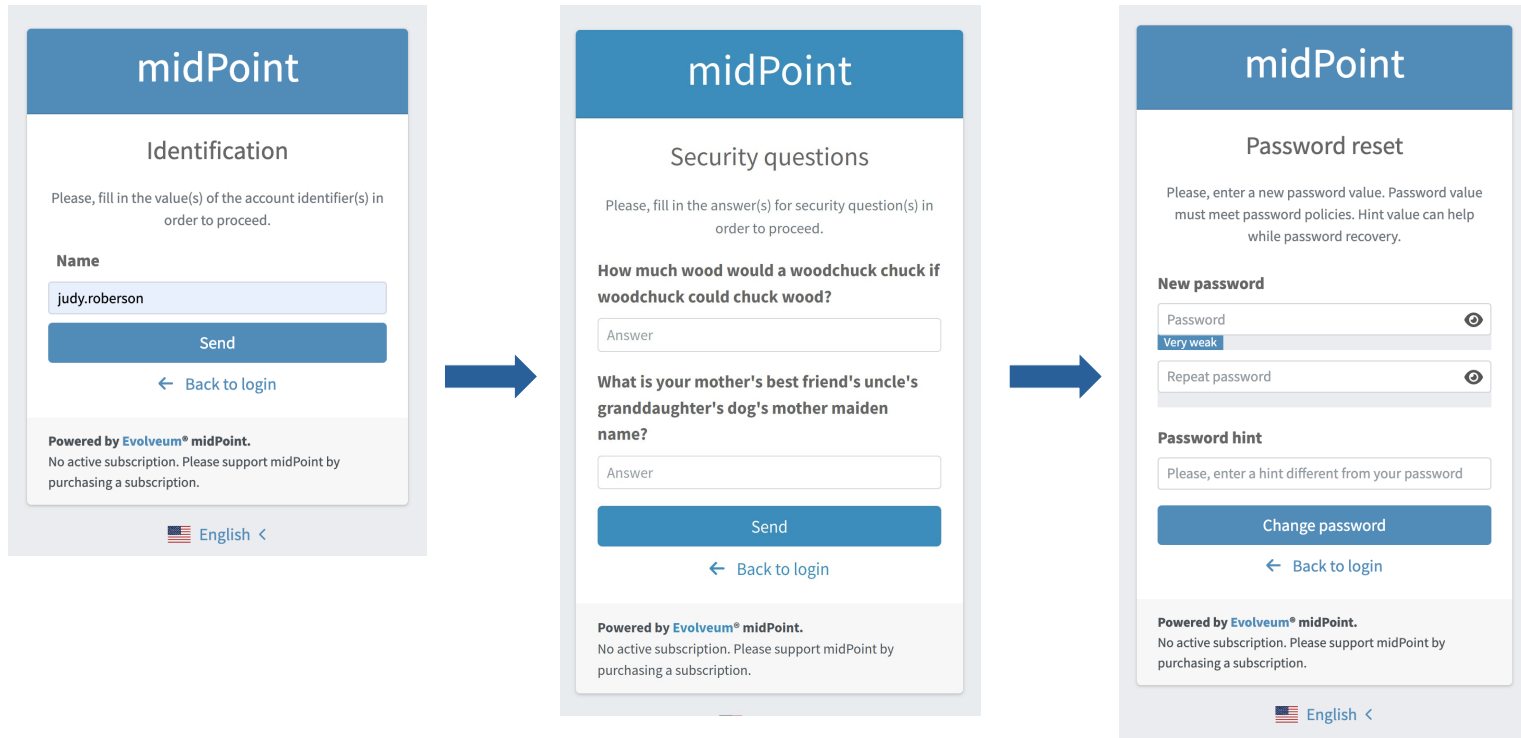 midPoint
Identification
Please, fill in the value(s) of the account identifier(s) in
order to proceed.
Name
judy.roberson
Send
Back to login
Powered by Evolveum® midPoint.
No active subscription. Please support midPoint by
purchasing a subscription.
English
midPoint
Security questions
Please, fill in the answer(s) for security question(s) in
order to proceed.
How much wood would a woodchuck chuck if
woodchuck could chuck wood?
Answer
What is your mother's best friend's uncle's
granddaughter's dog's mother maiden
name?
Answer
Send
Back to login
Powered by Evolveum® midPoint.
No active subscription. Please support midPoint by
purchasing a subscription.
midPoint
Password reset
Please, enter a new password value. Password value
must meet password policies. Hint value can help
while password recovery.
New password
Password
Very weak
Repeat password
Password hint
Please, enter a hint different from your password
Change password
Back to login
Powered by Evolveum® midPoint.
No active subscription. Please support midPoint by
purchasing a subscription.
English